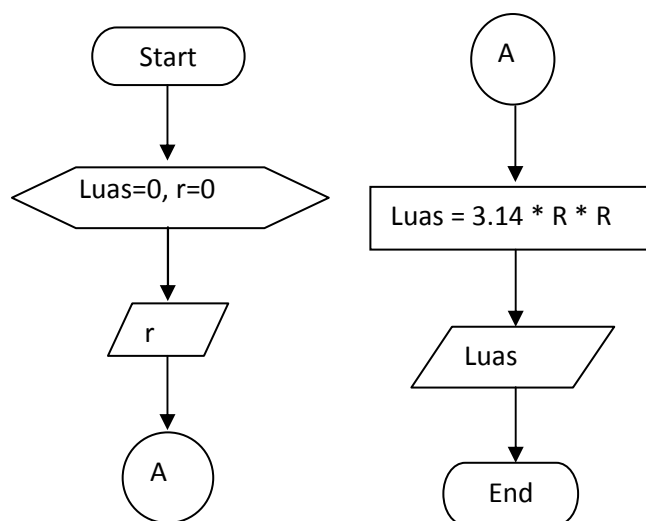 Start
Luas=0, r=0
r
A
A
Luas = 3.14 * R * R
Luas
End